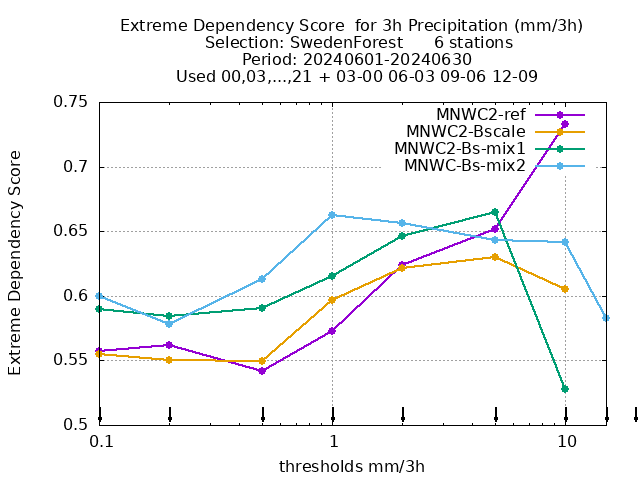 Extreme Dependency Score  for 3h Precipitation (mm/3h)
Selection: SwedenForest      6 stations
Period: 20240601-20240630
Used 00,03,...,21 + 03-00 06-03 09-06 12-09
MNWC2-ref
MNWC2-Bscale
MNWC2-Bs-mix1
MNWC-Bs-mix2
Extreme Dependency Score
0.75
0.7
0.65
0.6
0.55
0.5
0.1
1
10
thresholds mm/3h